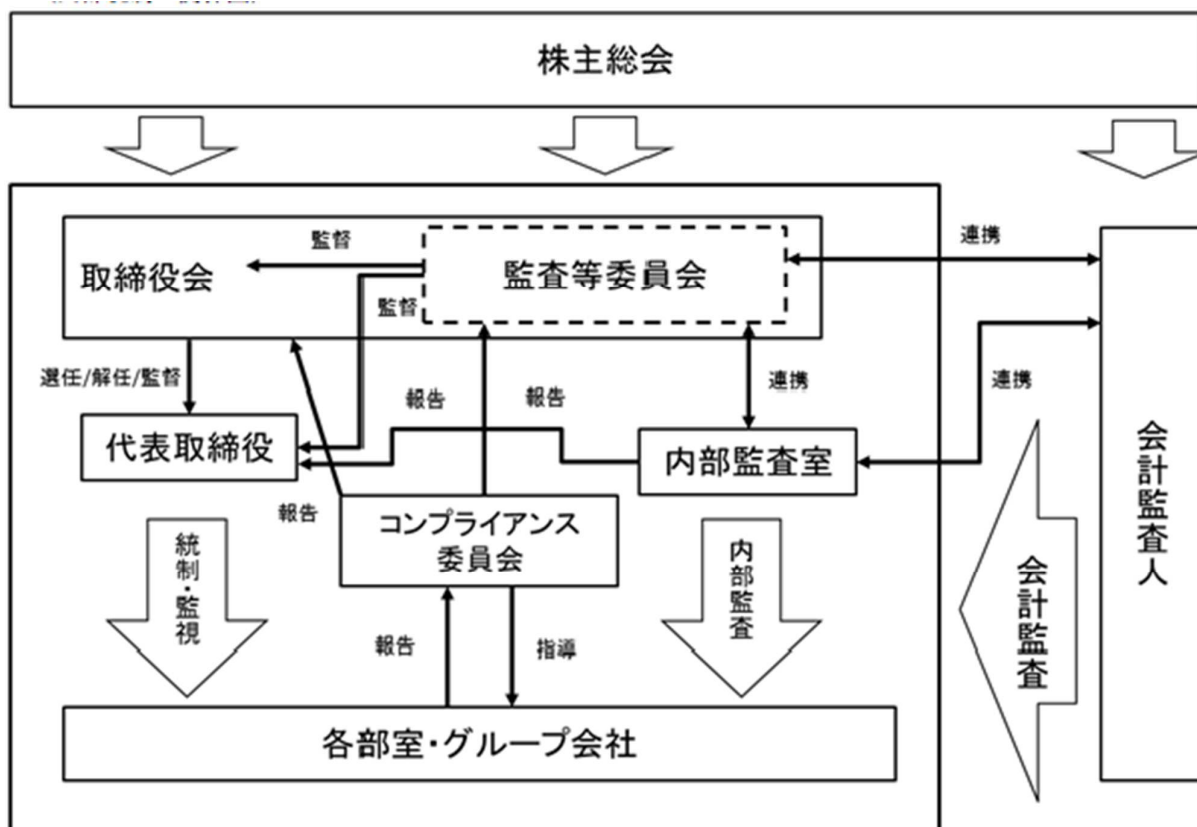 株主総会
監督
取締役会
監査等委員会
監督
連携
選任/解任/監督
報告
報告
連携
連携
代表取締役
内部監査室
会計監査人
報告
コンプライアンス
委員会
統制・監視
内部監査
会計監査
報告
指導
各部室・グループ会社